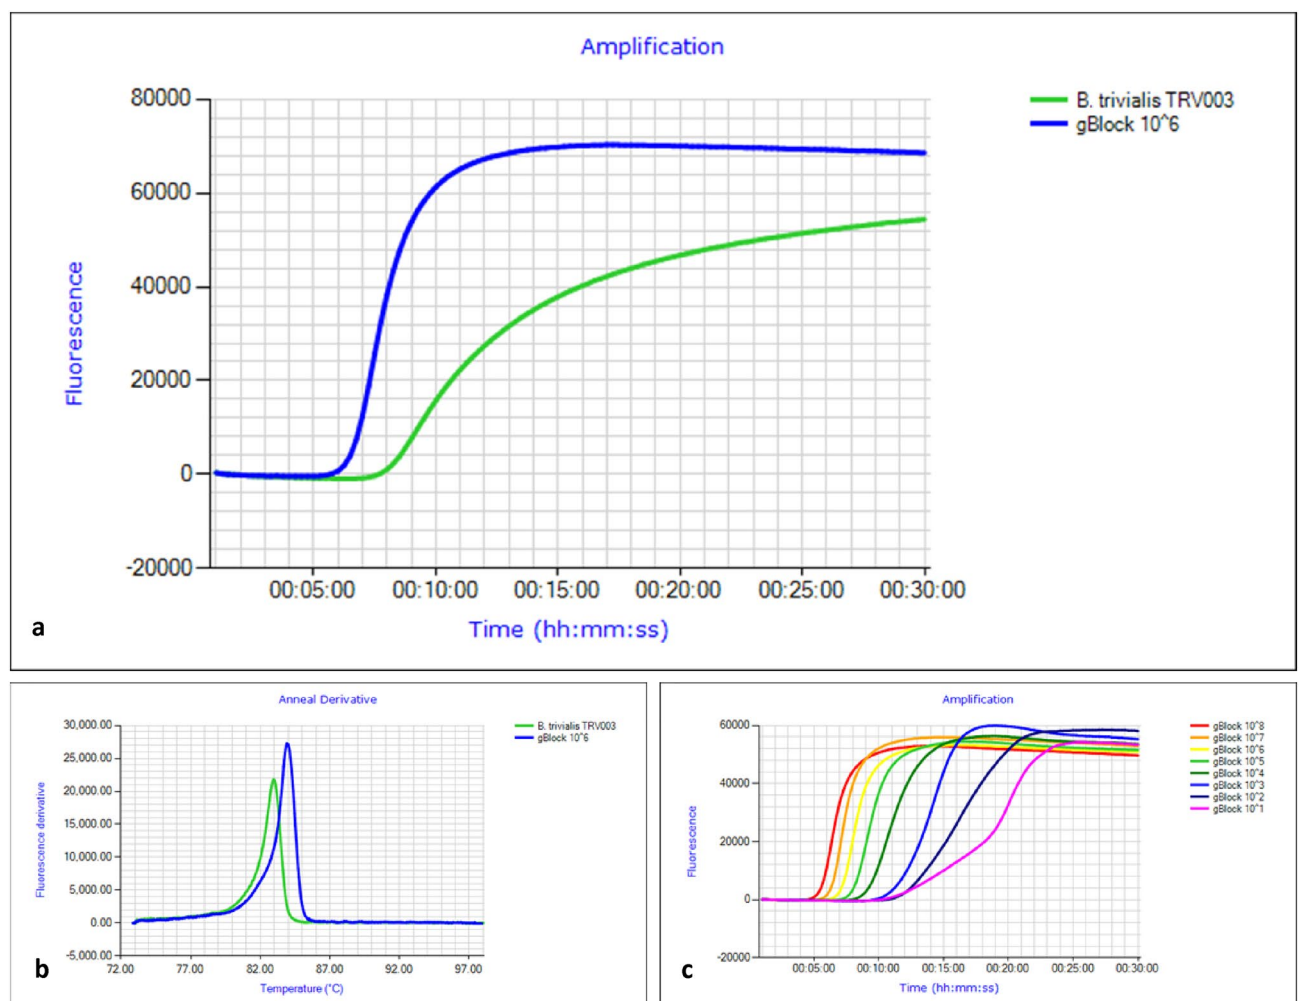 Amplification
80000
60000
40000
20000
0
-20000
Fluorescence
00:05:00 00:10:00 00:15:00 00:20:00 00:25:00 00:30:00
Time (hh:mm:ss)
B. trivialis TRV003
gBlock 10^6
a
Anneal Derivative
30,000.00
25,000.00
20,000.00
15,000.00
10,000.00
5,000.00
0.00
-5,000.00
Fluorescence derivative
72.00 77.00 82.00 87.00 92.00 97.00
Temperature (°C)
B. trivialis TRV003
gBlock 10^6
b
Amplification
60000
40000
20000
0
-20000
Fluorescence
00:05:00 00:10:00 00:15:00 00:20:00 00:25:00 00:30:00
Time (hh:mm:ss)
gBlock 10^8
gBlock 10^7
gBlock 10^6
gBlock 10^5
gBlock 10^4
gBlock 10^3
gBlock 10^2
gBlock 10^1
c